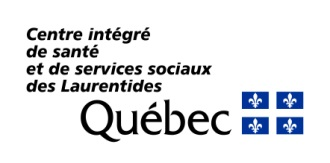 Centre intégré
de santé
et de services sociaux
des Laurentides
Québec